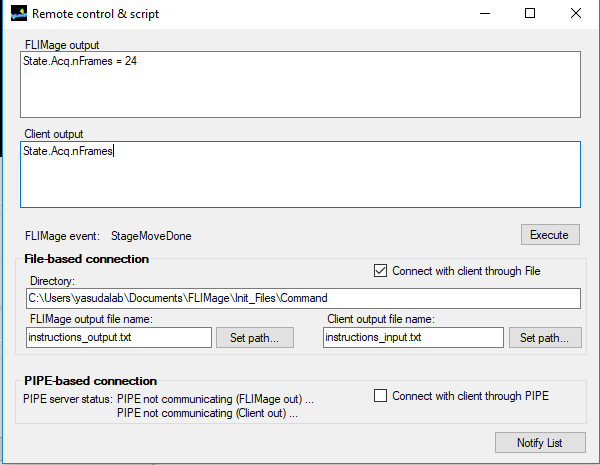 Remote control & script
FLIMage output
State.Acq.nFrames = 24
Client output
State.Acq.nFrames
FLIMage event: StageMoveDone
Execute
File-based connection
Connect with client through File
Directory:
C:\Users\yasudalab\Documents\FLIMage\Init_Files\Command
FLIMage output file name:
Client output file name:
instructions_output.txt
Set path...
instructions_input.txt
Set path...
PIPE-based connection
PIPE server status: PIPE not communicating (FLIMage out) ...
Connect with client through PIPE
PIPE not communicating (Client out) ...
Notify List